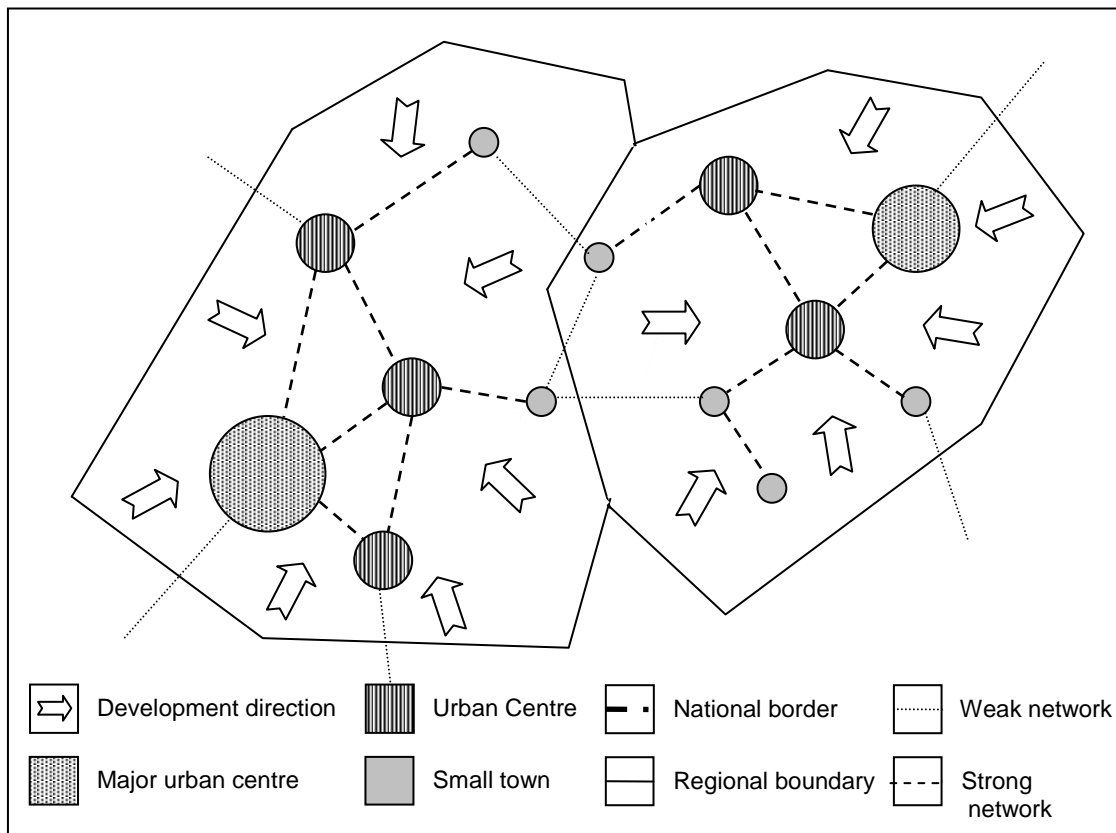 Development direction
Urban Centre
National border
Weak network
Major urban centre
Small town
Regional boundary
Strong
network